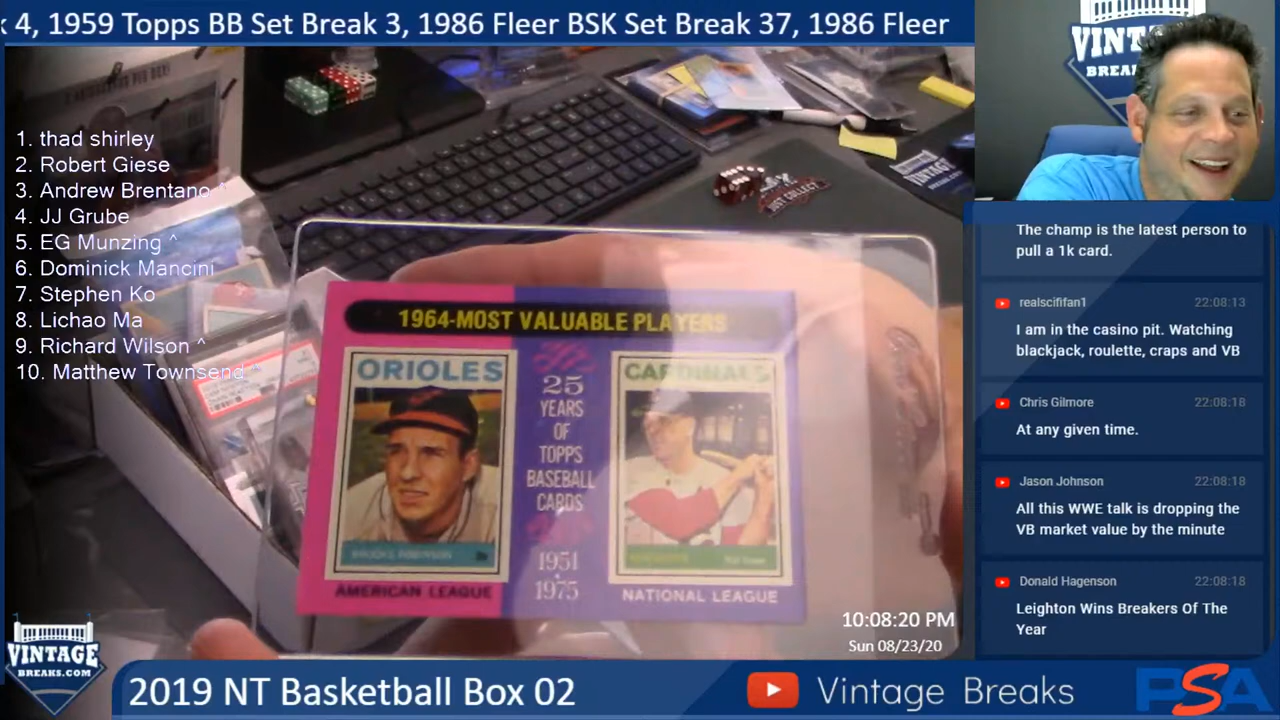 k 4, 1959 Topps BB Set Break 3, 1986 Fleer BSK Set Break 37, 1986 Fleer
VINTAGE
BREAK
1. thad shirley
2. Robert Giese
3. Andrew Brentano ^
4. JJ Grube
5. EG Munzing ^
6. Dominick Mancini
7. Stephen Ko
8. Lichao Ma
9. Richard Wilson ^
10. Matthew Townsend
JUST COLLECT
1964-MOST VALUABLE PLAYERS
ORIOLES
CARDINALS
25
YEARS
OF
TOPPS
BASEBALL
CARDS
1951
1975
BROOKS ROBINSON 3b
AMERICAN LEAGUE
NATIONAL LEAGUE
The champ is the latest person to
pull a 1k card.
realscififan1 22:08:13
I am in the casino pit. Watching
blackjack, roulette, craps and VB
Chris Gilmore 22:08:18
At any given time.
Jason Johnson 22:08:18
All this WWE talk is dropping the
VB market value by the minute
Donald Hagenson 22:08:18
Leighton Wins Breakers Of The
Year
10:08:20 PM
Sun 08/23/20
VINTAGE
BREAKS.COM
2019 NT Basketball Box 02
Vintage Breaks
PSA